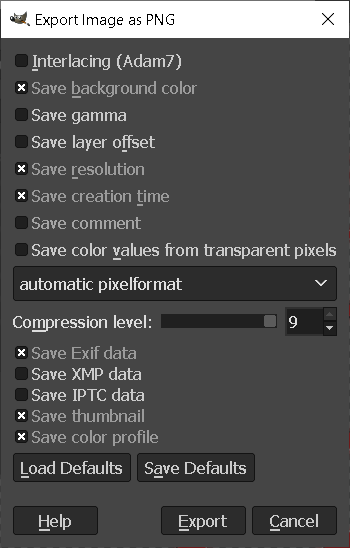 Export Image as PNG
Interlacing (Adam7)
Save background color
Save gamma
Save layer offset
Save resolution
Save creation time
Save comment
Save color values from transparent pixels
automatic pixelformat
Compression level: 9
Save Exif data
Save XMP data
Save IPTC data
Save thumbnail
Save color profile
Load Defaults Save Defaults
Help Export Cancel